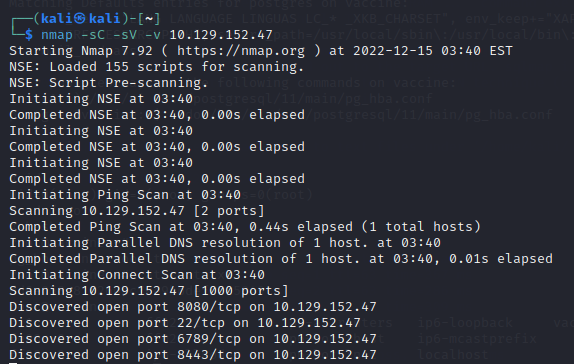 ┌──(kali㉿kali)-[~]
└─$ nmap -sC -sV -v 10.129.152.47
Starting Nmap 7.92 ( https://nmap.org ) at 2022-12-15 03:40 EST
NSE: Loaded 155 scripts for scanning.
NSE: Script Pre-scanning.
Initiating NSE at 03:40
Completed NSE at 03:40, 0.00s elapsed
Initiating NSE at 03:40
Completed NSE at 03:40, 0.00s elapsed
Initiating NSE at 03:40
Completed NSE at 03:40, 0.00s elapsed
Initiating Ping Scan at 03:40
Scanning 10.129.152.47 [2 ports]
Completed Ping Scan at 03:40, 0.44s elapsed (1 total hosts)
Initiating Parallel DNS resolution of 1 host. at 03:40
Completed Parallel DNS resolution of 1 host. at 03:40, 0.01s elapsed
Initiating Connect Scan at 03:40
Scanning 10.129.152.47 [1000 ports]
Discovered open port 8080/tcp on 10.129.152.47
Discovered open port 22/tcp on 10.129.152.47
Discovered open port 6789/tcp on 10.129.152.47
Discovered open port 8443/tcp on 10.129.152.47